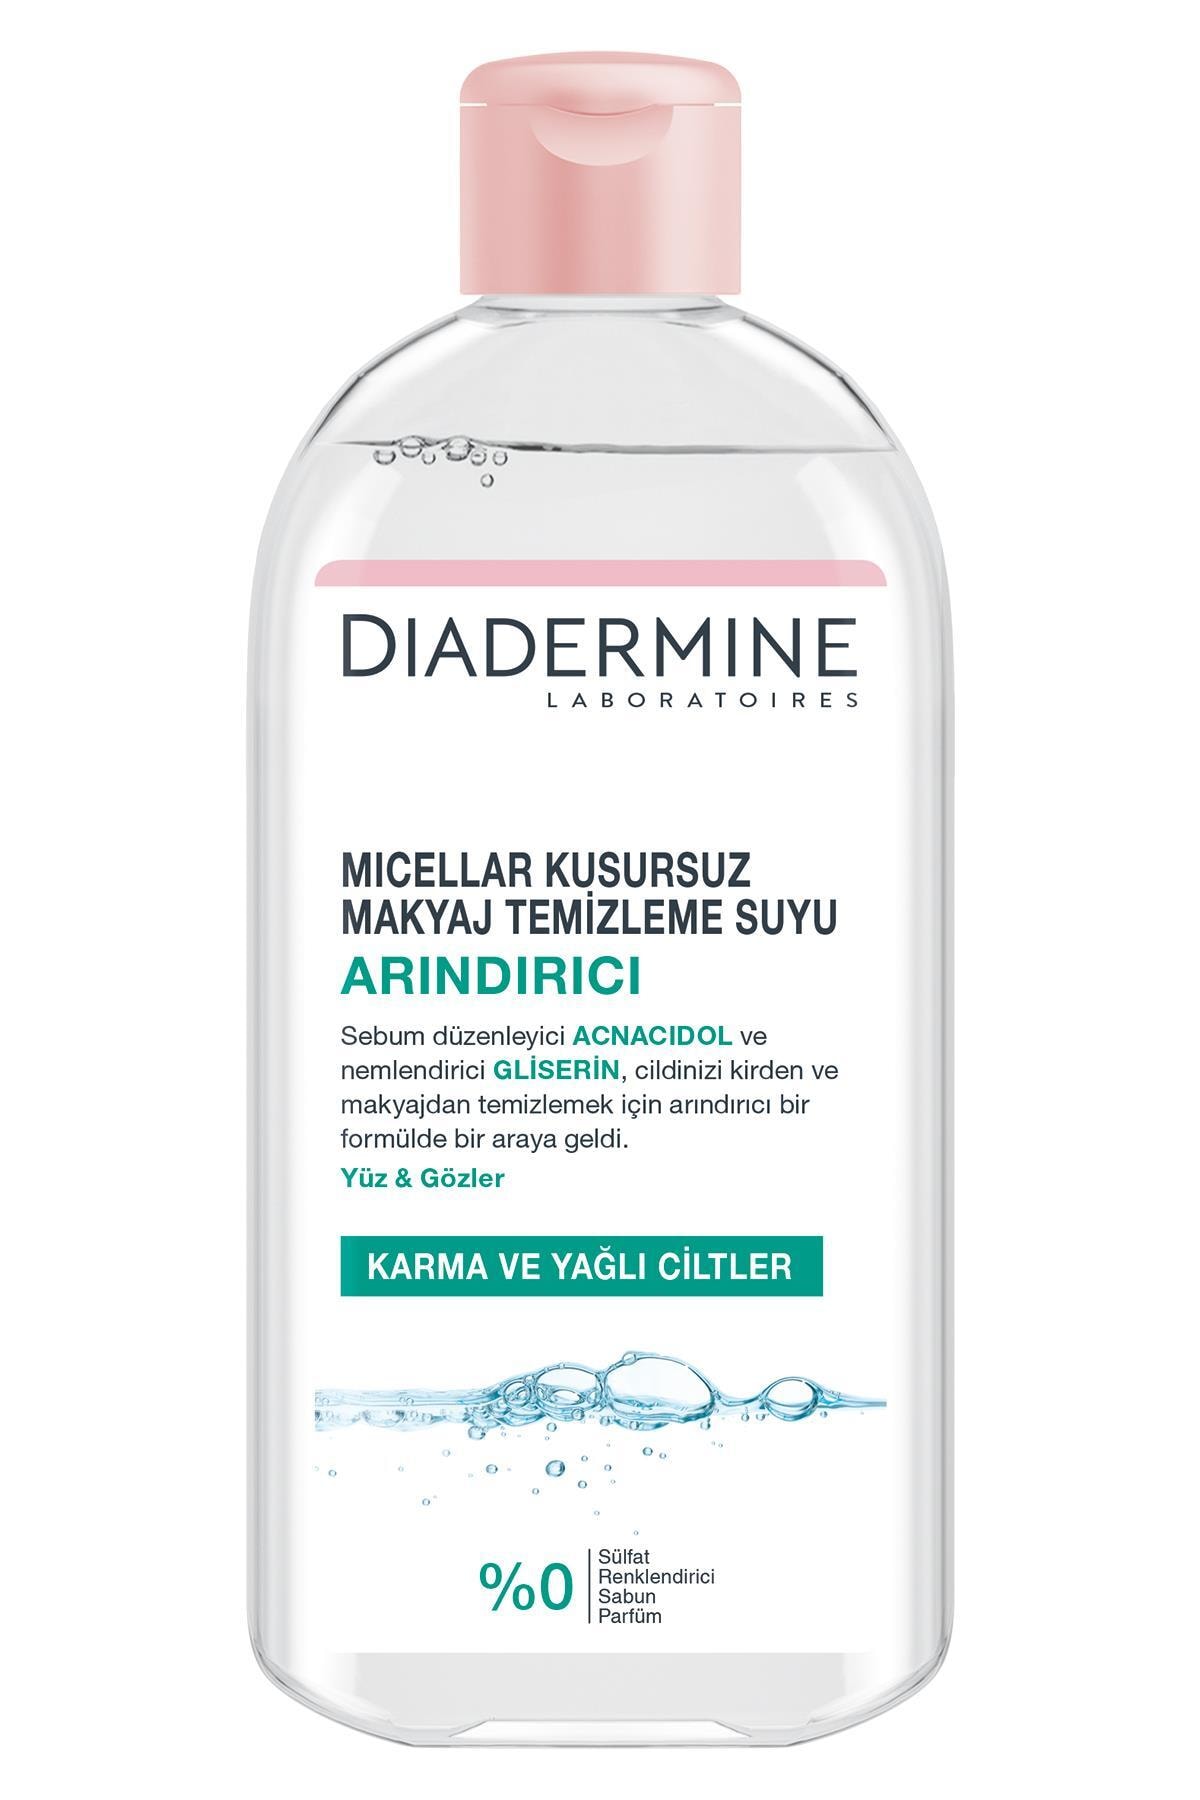 DIADERMINE
LABORATOIRES
MICELLAR KUSURSUZ
MAKYAJ TEMİZLEME SUYU
ARINDIRICI
Sebum düzenleyici ACNACIDOL ve
nemlendirici GLİSERİN, cildinizi kirden ve
makyajdan temizlemek için arındırıcı bir
formülde bir araya geldi.
Yüz & Gözler
KARMA VE YAĞLI CİLTLER
%0
Sülfat
Renklendirici
Sabun
Parfüm